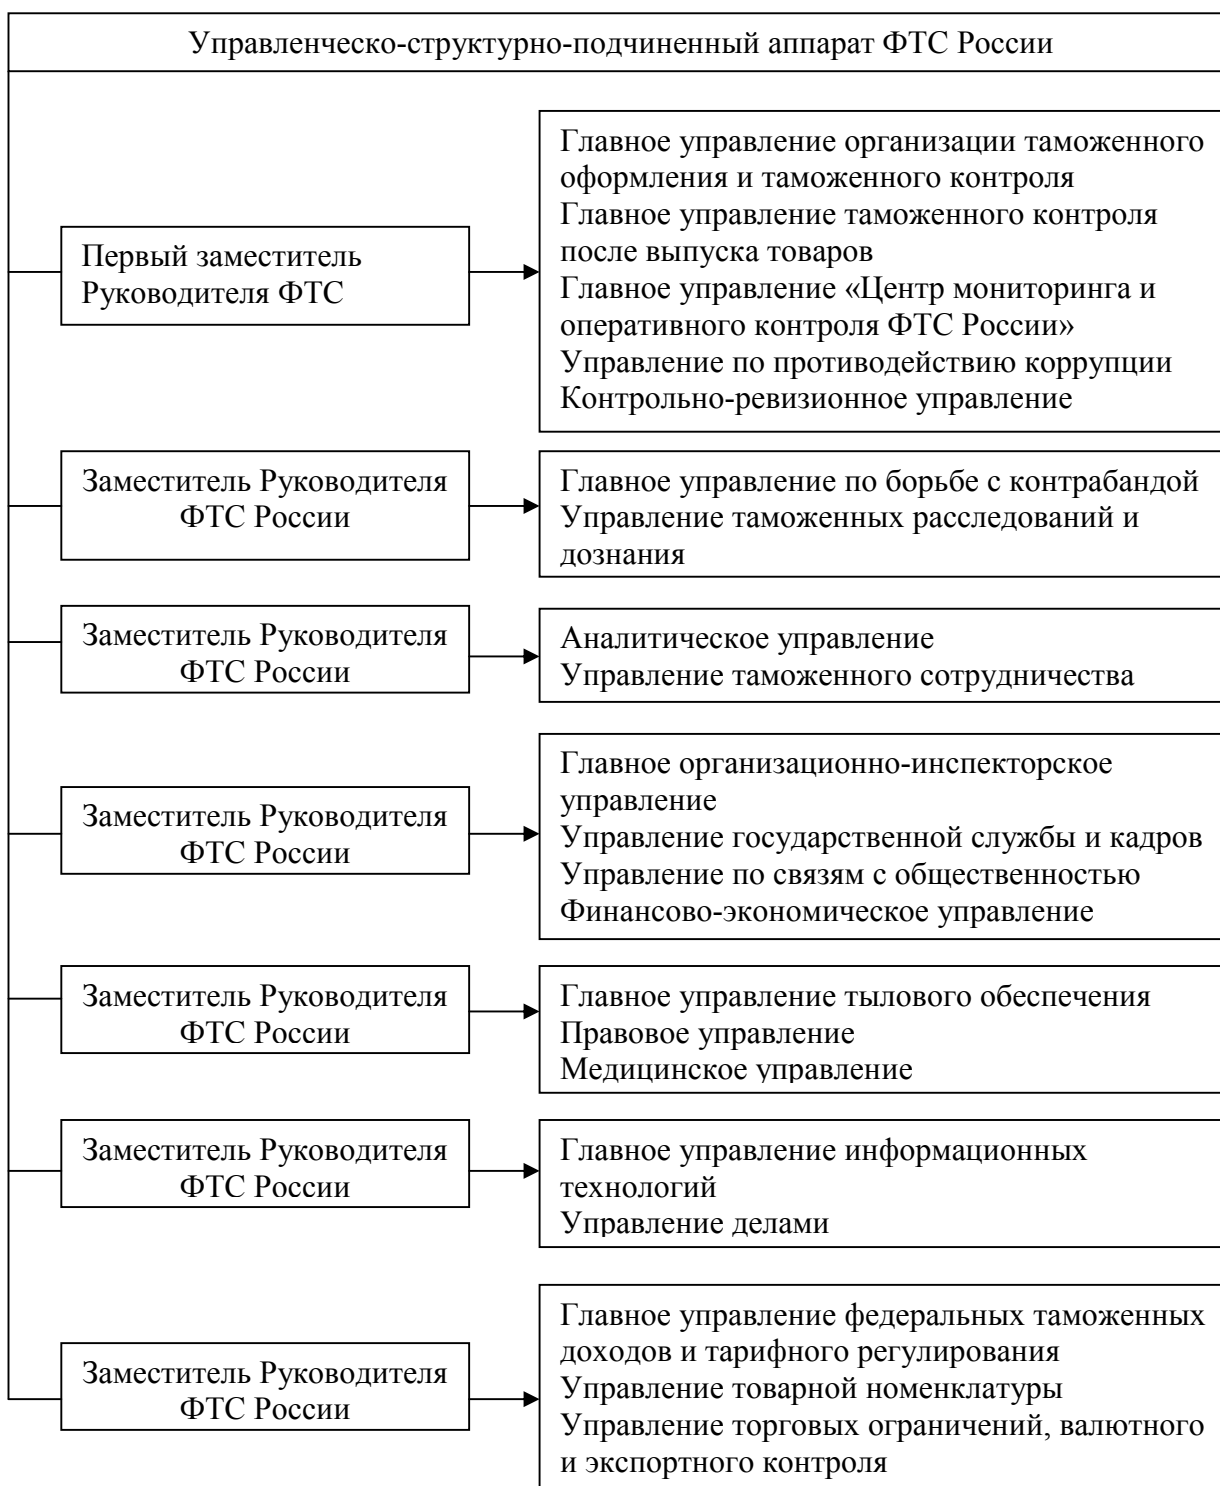 Управленческо-структурно-подчиненный аппарат ФТС России
Первый заместитель
Руководителя ФТС
Главное управление организации таможенного
оформления и таможенного контроля
Главное управление таможенного контроля
после выпуска товаров
Главное управление «Центр мониторинга и
оперативного контроля ФТС России»
Управление по противодействию коррупции
Контрольно-ревизионное управление
Заместитель Руководителя
ФТС России
Главное управление по борьбе с контрабандой
Управление таможенных расследований и
дознания
Заместитель Руководителя
ФТС России
Аналитическое управление
Управление таможенного сотрудничества
Заместитель Руководителя
ФТС России
Главное организационно-инспекторское
управление
Управление государственной службы и кадров
Управление по связям с общественностью
Финансово-экономическое управление
Заместитель Руководителя
ФТС России
Главное управление тылового обеспечения
Правовое управление
Медицинское управление
Заместитель Руководителя
ФТС России
Главное управление информационных
технологий
Управление делами
Заместитель Руководителя
ФТС России
Главное управление федеральных таможенных
доходов и тарифного регулирования
Управление товарной номенклатуры
Управление торговых ограничений, валютного
и экспортного контроля